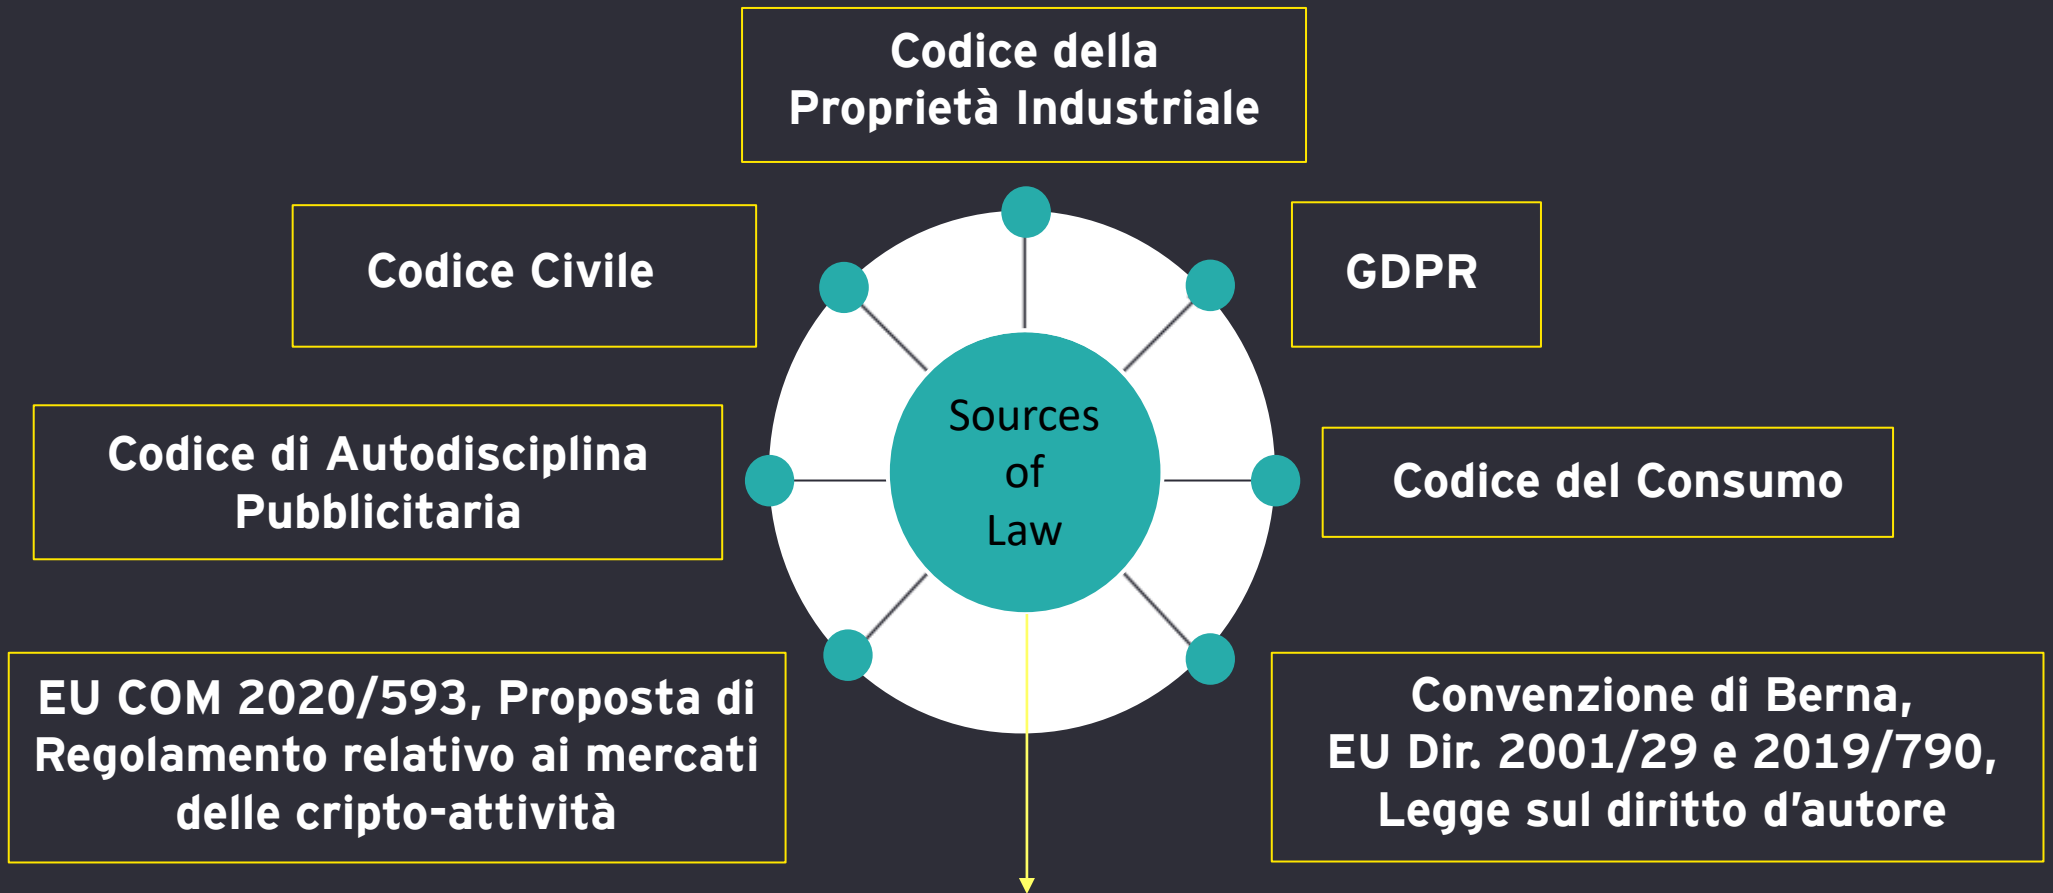 Codice della
Proprietà Industriale
Codice Civile
GDPR
Sources
of
Law
Codice di Autodisciplina
Pubblicitaria
Codice del Consumo
EU COM 2020/593, Proposta di
Regolamento relativo ai mercati
delle cripto-attività
Convenzione di Berna,
EU Dir. 2001/29 e 2019/790,
Legge sul diritto d’autore